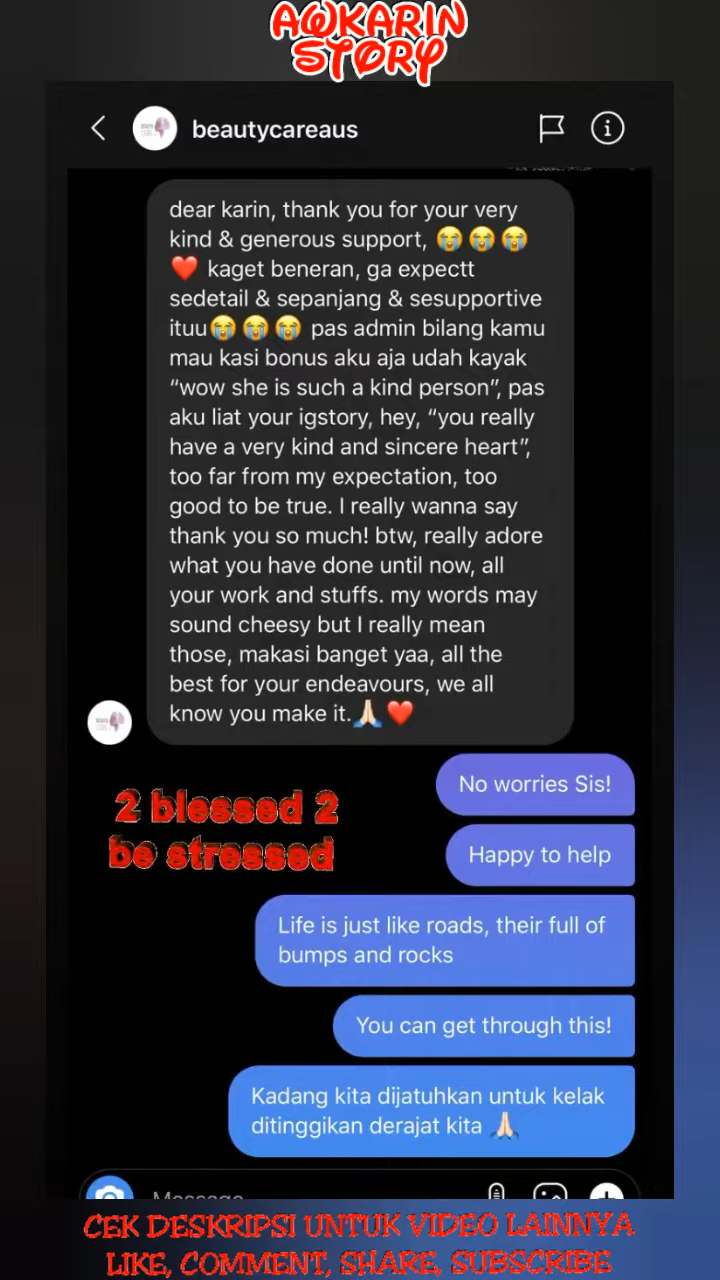 AWKARIN
STORY
beautycareaus
dear karin, thank you for your very
kind & generous support, 😭😭😭
❤️ kaget beneran, ga expectt
sedetail & sepanjang & sesupportive
ituu😭😭😭 pas admin bilang kamu
mau kasi bonus aku aja udah kayak
“wow she is such a kind person”, pas
aku liat your igstory, hey, “you really
have a very kind and sincere heart”,
too far from my expectation, too
good to be true. I really wanna say
thank you so much! btw, really adore
what you have done until now, all
your work and stuffs. my words may
sound cheesy but I really mean
those, makasi banget yaa, all the
best for your endeavours, we all
know you make it.🙏🏻❤️
No worries Sis!
2 blessed 2
be stressed
Happy to help
Life is just like roads, their full of
bumps and rocks
You can get through this!
Kadang kita dijatuhkan untuk kelak
ditinggikan derajat kita 🙏🏻
Message
CEK DESKRIPSI UNTUK VIDEO LAINNYA
LIKE, COMMENT, SHARE, SUBSCRIBE